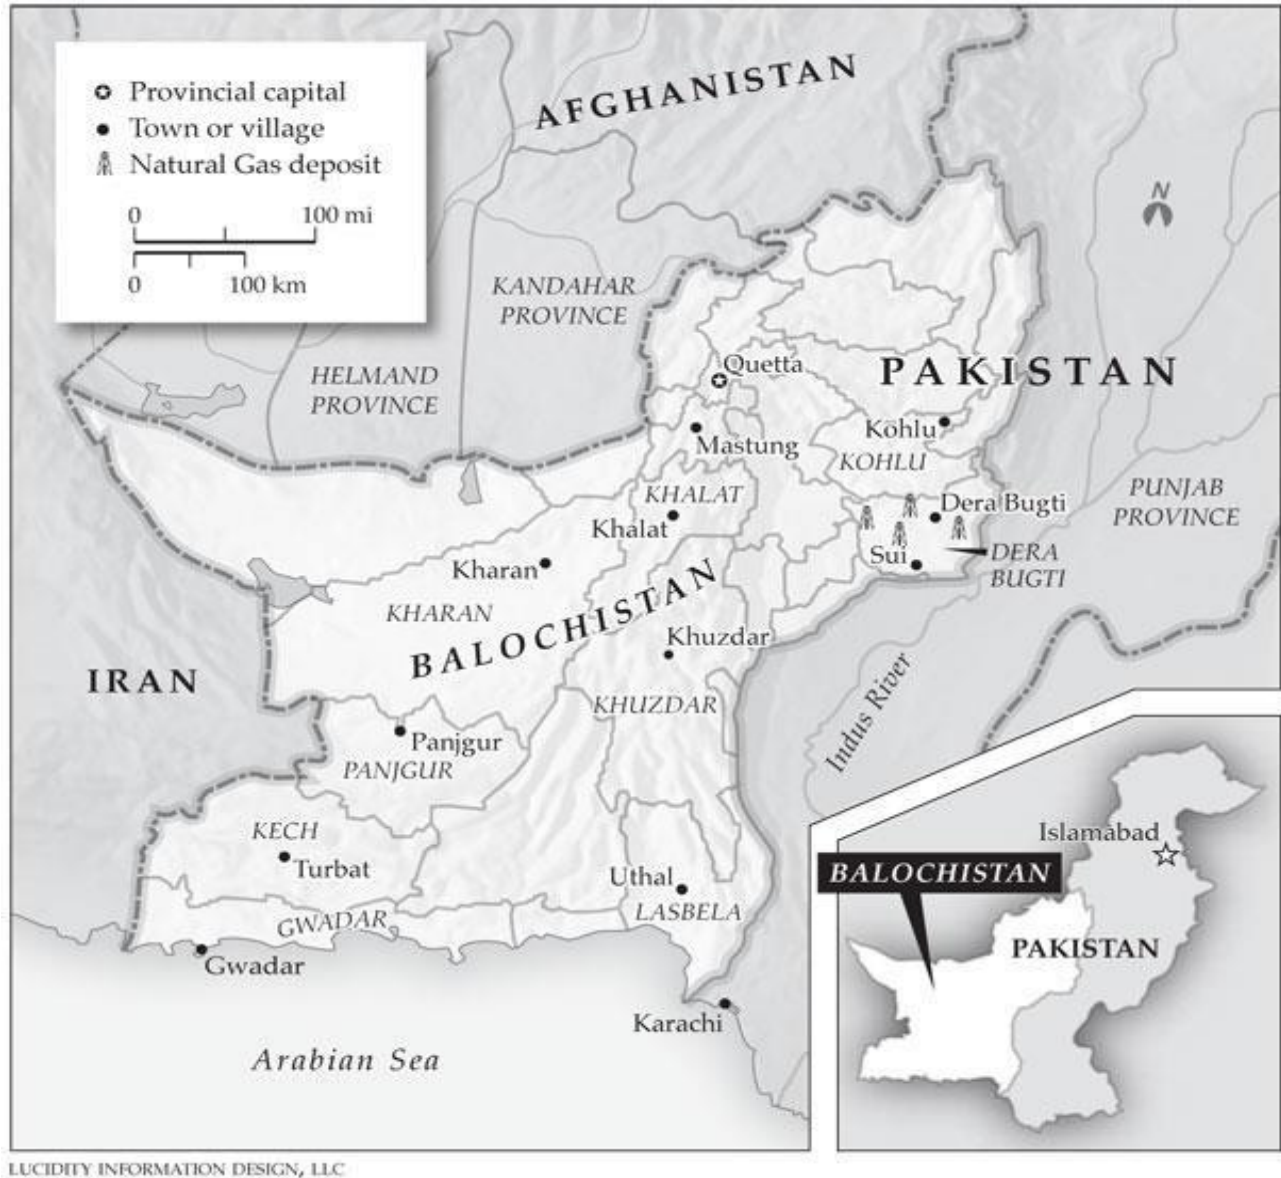 Provincial capital
Town or village
Natural Gas deposit
0 100 mi
0 100 km
AFGHANISTAN
N
KANDAHAR
PROVINCE
HELMAND
PROVINCE
Quetta
PAKISTAN
Mastung
Kohlu
KOHLU
KHALAT
Khalat
Dera Bugti
PUNJAB
PROVINCE
Sui
DERA
BUGTI
Kharan
KHARAN
BALOCHISTAN
Khuzdar
IRAN
KHUZDAR
Indus River
Panjgur
PANJGUR
KECH
Turbat
Uthal
LASBELA
GWADAR
Gwadar
Karachi
Arabian Sea
Islamabad
BALOCHISTAN
PAKISTAN
LUCIDITY INFORMATION DESIGN, LLC